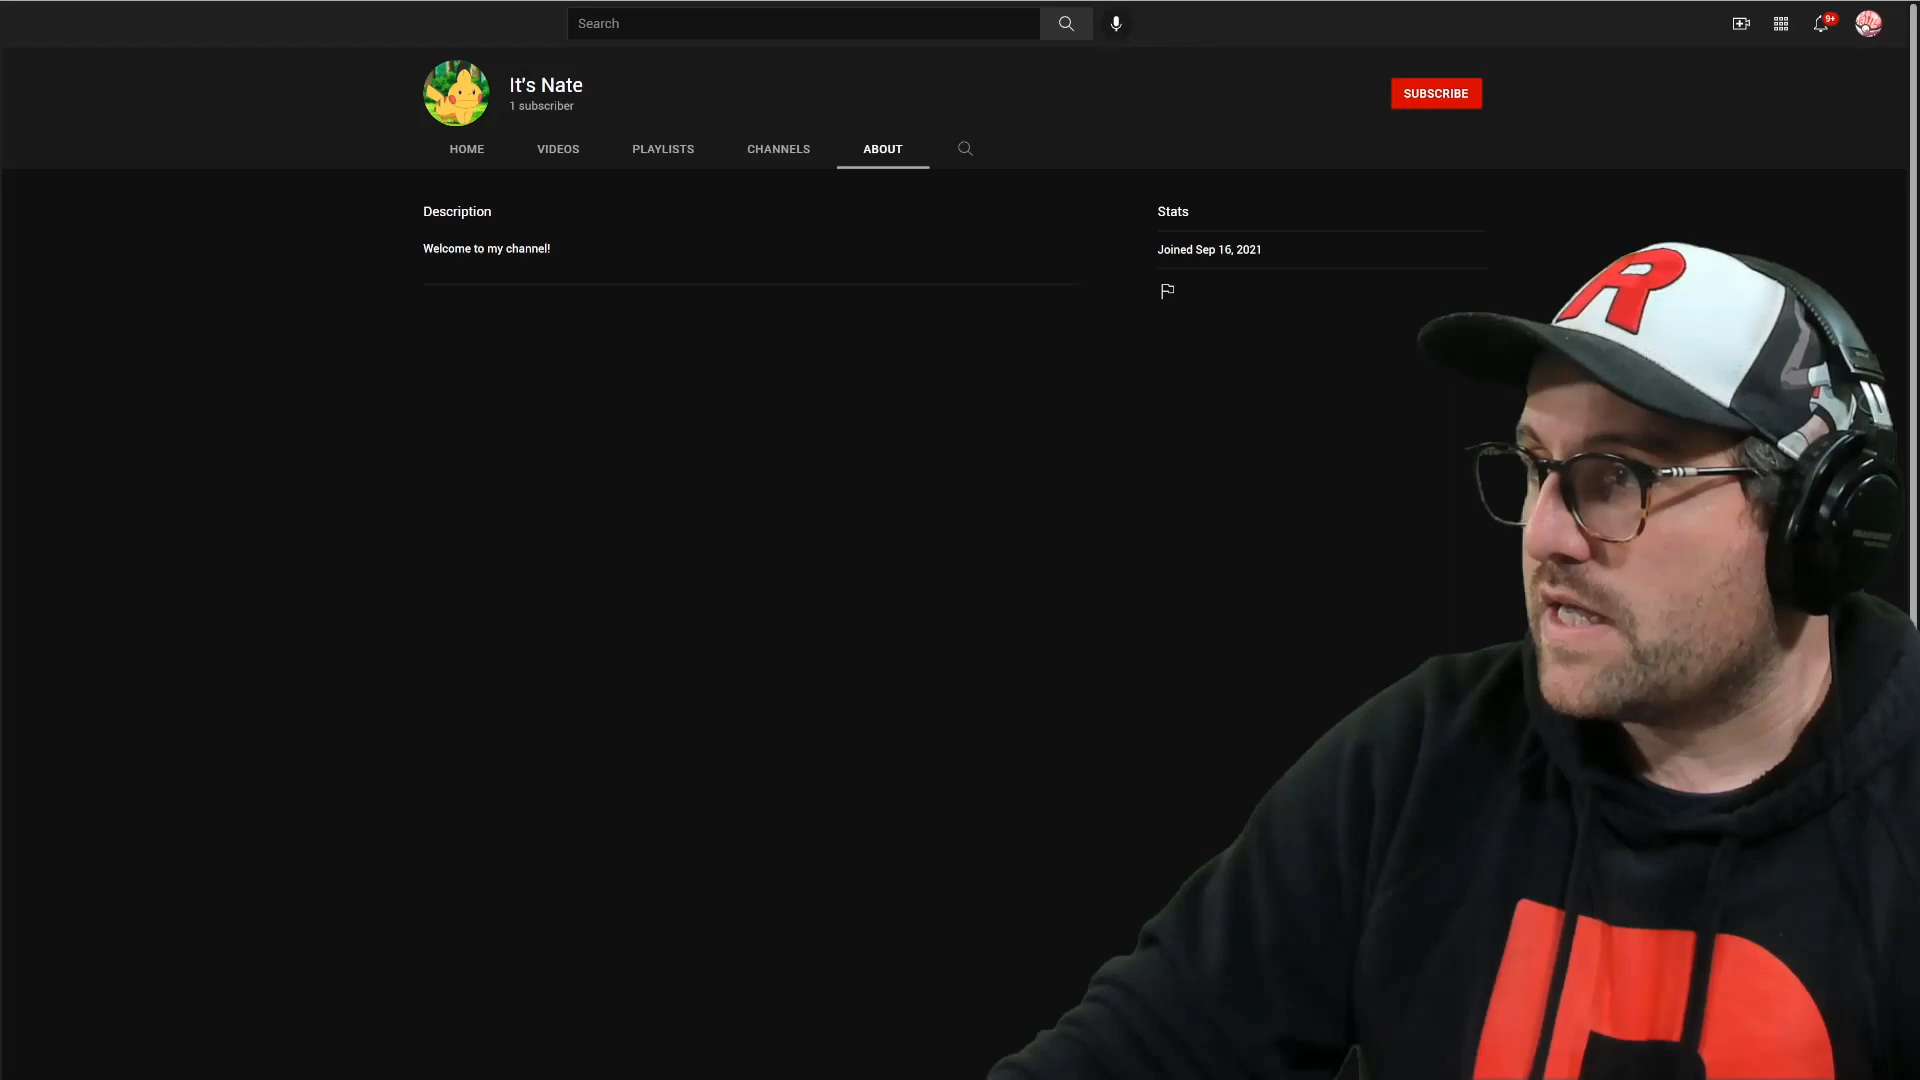 Search
9+
It's Nate
1 subscriber
SUBSCRIBE
HOME VIDEOS PLAYLISTS CHANNELS ABOUT
Description
Welcome to my channel!
Stats
Joined Sep 16, 2021
R
R